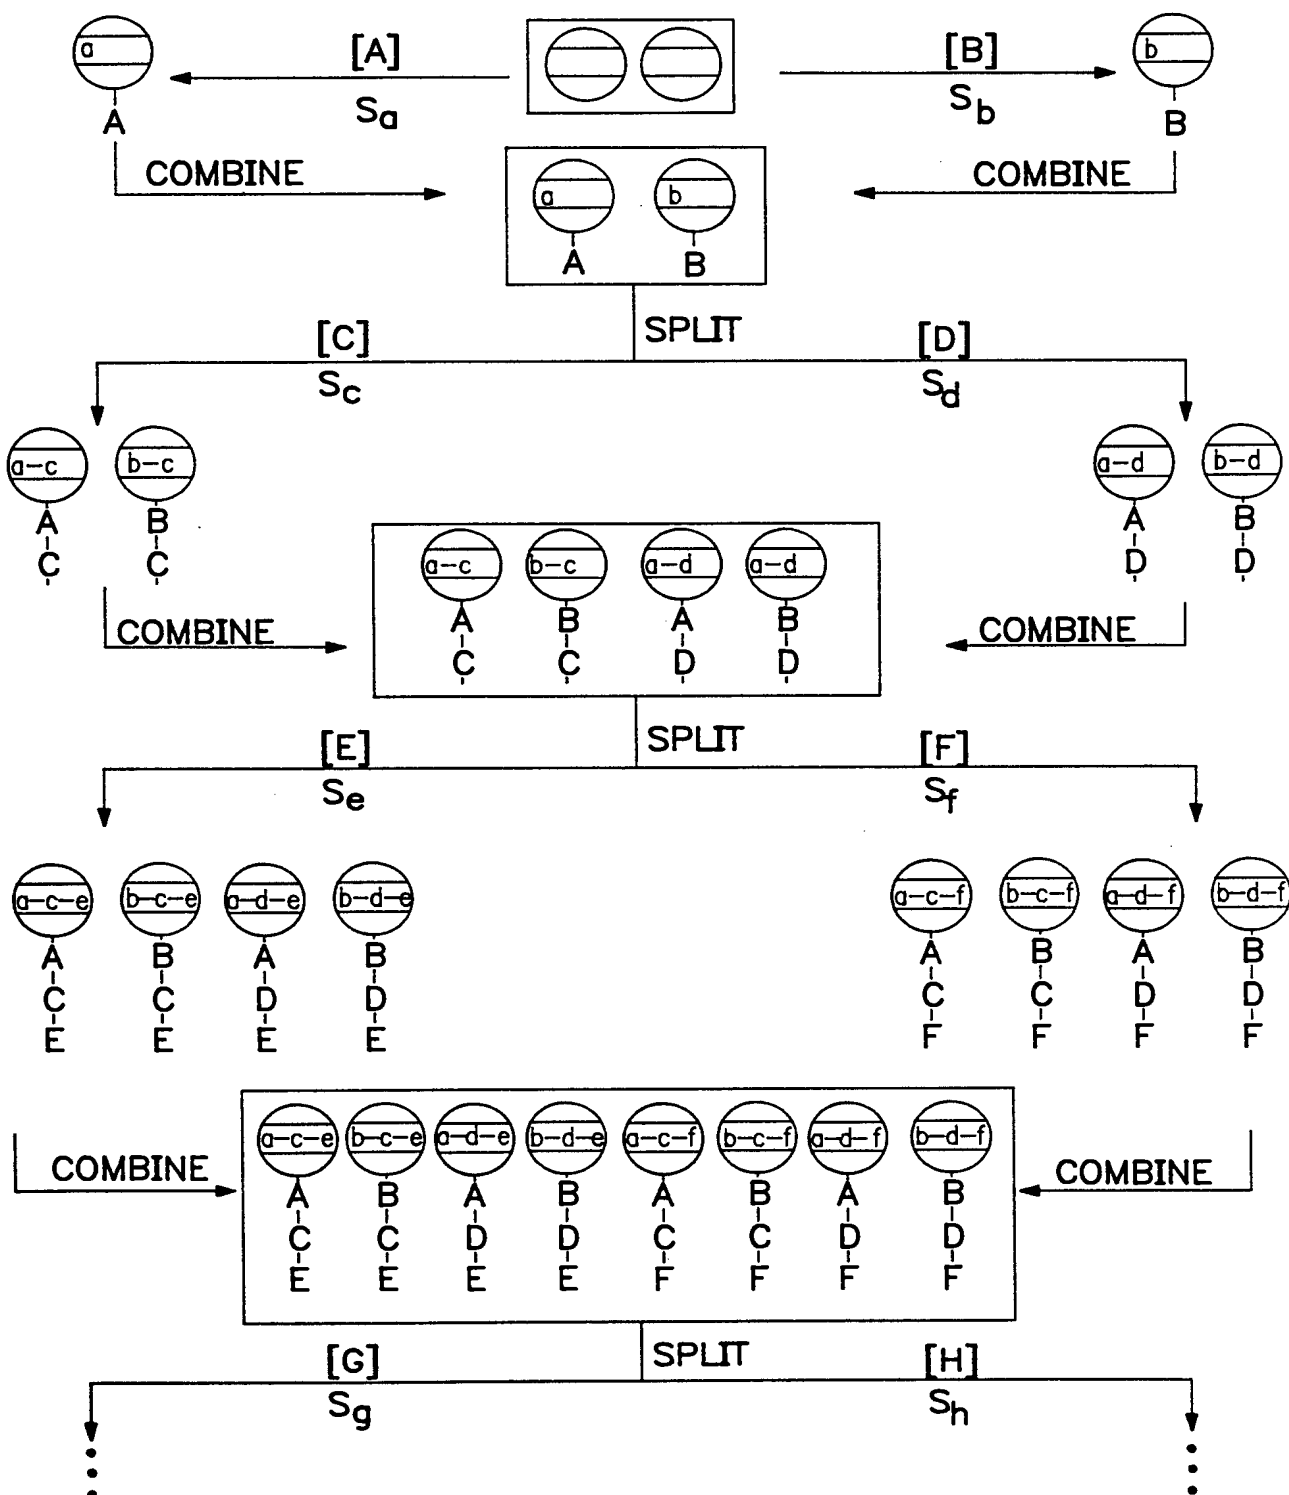 a [A] [B] b
Sa Sb
A B
COMBINE COMBINE
a b
A B
SPLIT
[C] [D]
Sc Sd
a-c b-c a-d b-d
A B A B
C C D D
a-c b-c a-d a-d
A B A B
C C D D
COMBINE COMBINE
SPLIT
[E] [F]
Se Sf
a-c-e b-c-e a-d-e b-d-e a-c-f b-c-f a-d-f b-d-f
A B A B A B A B
C C D D C C D D
E E E E F F F F
a-c-e b-c-e a-d-e b-d-e a-c-f b-c-f a-d-f b-d-f
COMBINE COMBINE
A B A B A B A B
C C D D C C D D
E E E E F F F F
SPLIT
[G] [H]
Sg Sh